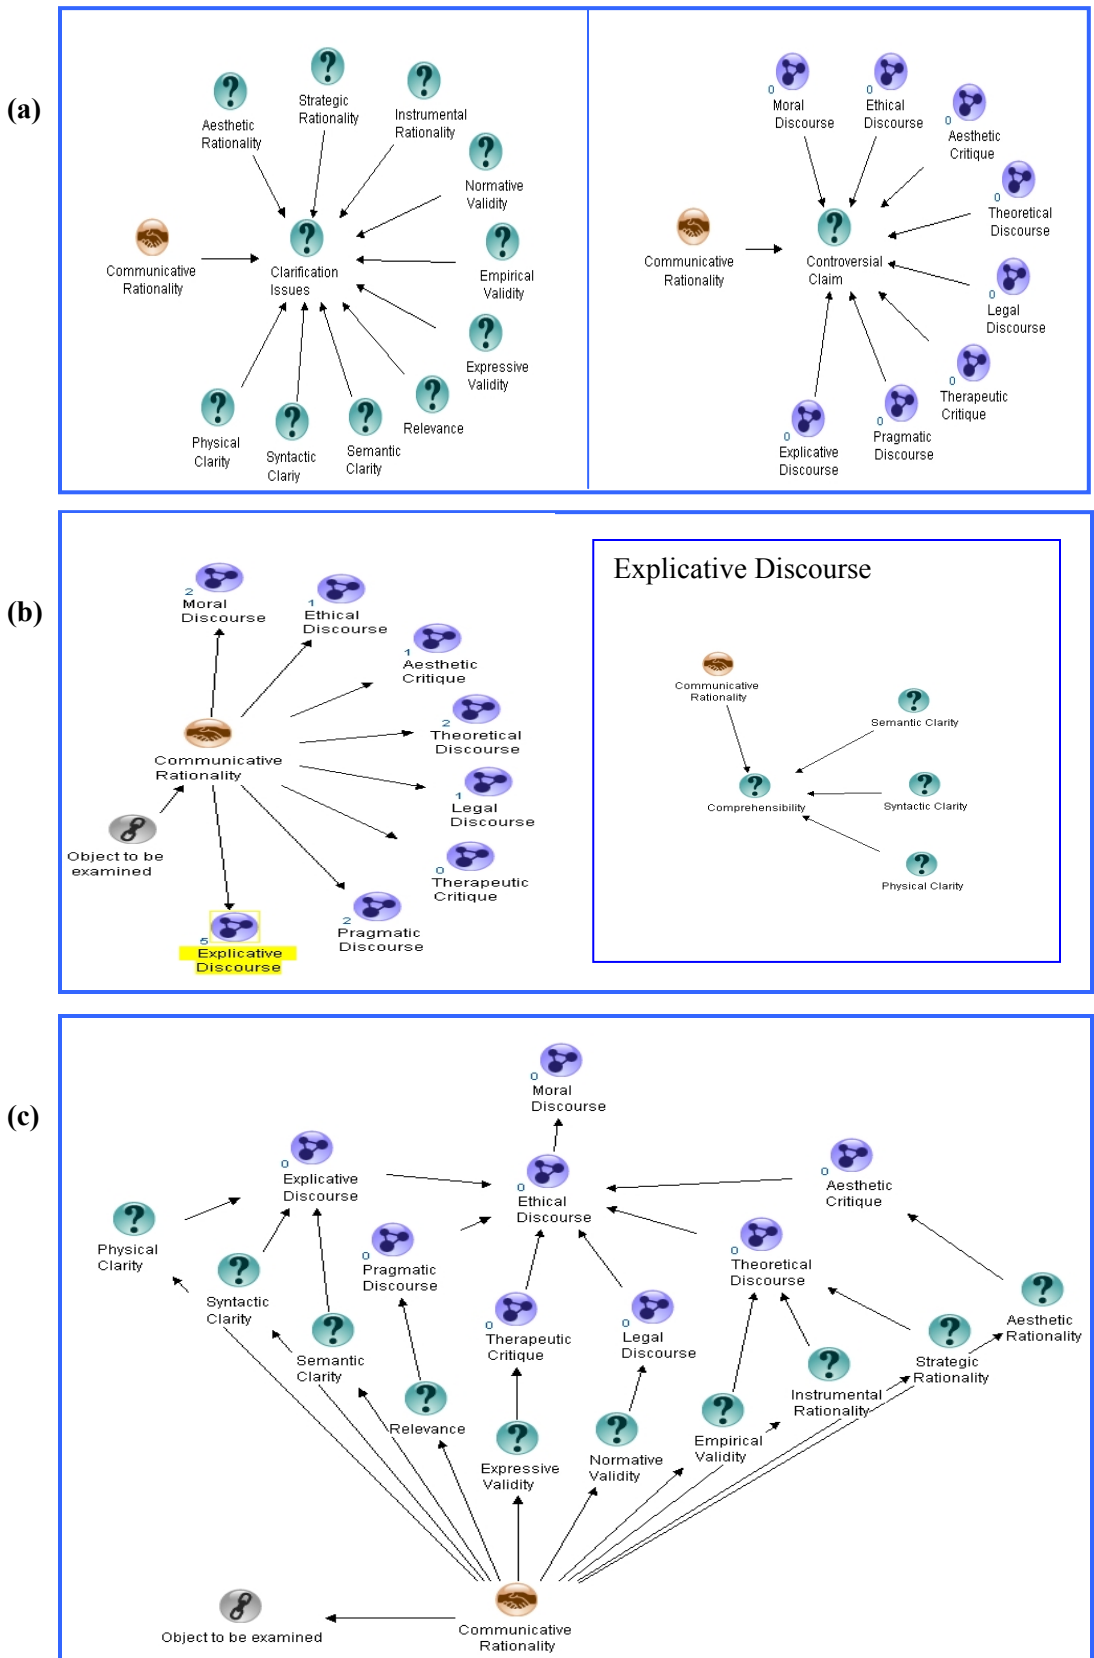 (a)
Strategic
Rationality
Aesthetic
Rationality
Instrumental
Rationality
Normative
Validity
Communicative
Rationality
Clarification
Issues
Empirical
Validity
Expressive
Validity
Physical
Clarity
Syntactic
Clariy
Semantic
Clarity
Relevance
0
Moral
Discourse
0
Ethical
Discourse
0
Aesthetic
Critique
0
Theoretical
Discourse
Communicative
Rationality
Controversial
Claim
0
Legal
Discourse
0
Therapeutic
Critique
0
Pragmatic
Discourse
0
Explicative
Discourse
(b)
2
Moral
Discourse
1
Ethical
Discourse
1
Aesthetic
Critique
2
Theoretical
Discourse
Communicative
Rationality
1
Legal
Discourse
Object to be
examined
0
Therapeutic
Critique
2
Pragmatic
Discourse
5
Explicative
Discourse
Explicative Discourse
Communicative
Rationality
Semantic Clarity
Comprehensibility
Syntactic Clarity
Physical Clarity
(c)
0
Moral
Discourse
0
Explicative
Discourse
0
Ethical
Discourse
0
Aesthetic
Critique
Physical
Clarity
0
Pragmatic
Discourse
0
Theoretical
Discourse
Syntactic
Clarity
0
Therapeutic
Critique
0
Legal
Discourse
Aesthetic
Rationality
Semantic
Clarity
Strategic
Rationality
Instrumental
Rationality
Relevance
Expressive
Validity
Normative
Validity
Empirical
Validity
Object to be examined
Communicative
Rationality